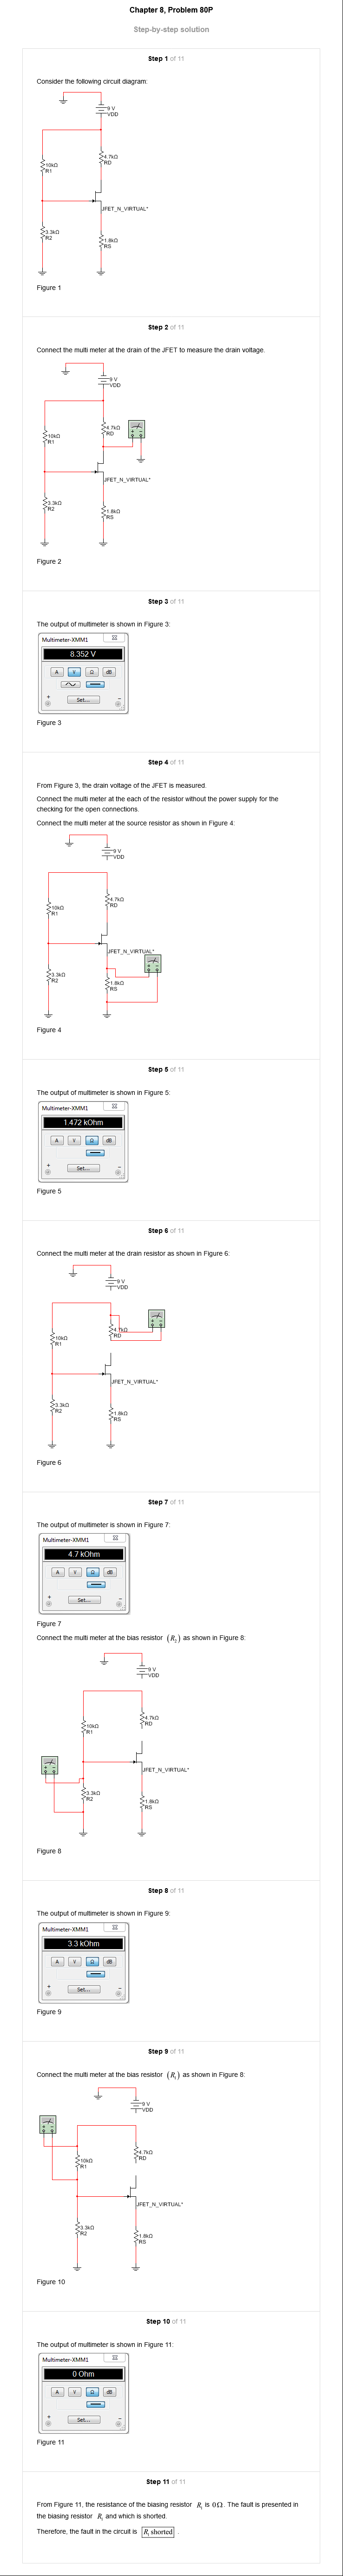 Chapter 8, Problem 80P
Step-by-step solution
Step 1 of 11
Consider the following circuit diagram:
9 V
VDD
4.7kΩ
RD
10kΩ
R1
JFET_N_VIRTUAL*
3.3kΩ
R2
1.8kΩ
RS
Figure 1
Step 2 of 11
Connect the multi meter at the drain of the JFET to measure the drain voltage.
9 V
VDD
4.7kΩ
RD
10kΩ
R1
JFET_N_VIRTUAL*
3.3kΩ
R2
1.8kΩ
RS
Figure 2
Step 3 of 11
The output of multimeter is shown in Figure 3:
Multimeter-XMM1
8.352 V
A V Ω dB
Set...
+ -
Figure 3
Step 4 of 11
From Figure 3, the drain voltage of the JFET is measured.
Connect the multi meter at the each of the resistor without the power supply for the
checking for the open connections.
Connect the multi meter at the source resistor as shown in Figure 4:
9 V
VDD
4.7kΩ
RD
10kΩ
R1
JFET_N_VIRTUAL*
3.3kΩ
R2
1.8kΩ
RS
Figure 4
Step 5 of 11
The output of multimeter is shown in Figure 5:
Multimeter-XMM1
1.472 kOhm
A V Ω dB
Set...
+ -
Figure 5
Step 6 of 11
Connect the multi meter at the drain resistor as shown in Figure 6:
9 V
VDD
4.7kΩ
RD
10kΩ
R1
JFET_N_VIRTUAL*
3.3kΩ
R2
1.8kΩ
RS
Figure 6
Step 7 of 11
The output of multimeter is shown in Figure 7:
Multimeter-XMM1
4.7 kOhm
A V Ω dB
Set...
+ -
Figure 7
Connect the multi meter at the bias resistor (R₂) as shown in Figure 8:
9 V
VDD
4.7kΩ
RD
10kΩ
R1
JFET_N_VIRTUAL*
3.3kΩ
R2
1.8kΩ
RS
Figure 8
Step 8 of 11
The output of multimeter is shown in Figure 9:
Multimeter-XMM1
3.3 kOhm
A V Ω dB
Set...
+ -
Figure 9
Step 9 of 11
Connect the multi meter at the bias resistor (R₁) as shown in Figure 8:
9 V
VDD
4.7kΩ
RD
10kΩ
R1
JFET_N_VIRTUAL*
3.3kΩ
R2
1.8kΩ
RS
Figure 10
Step 10 of 11
The output of multimeter is shown in Figure 11:
Multimeter-XMM1
0 Ohm
A V Ω dB
Set...
+ -
Figure 11
Step 11 of 11
From Figure 11, the resistance of the biasing resistor R₁ is 0 Ω. The fault is presented in
the biasing resistor R₁ and which is shorted.
Therefore, the fault in the circuit is R₁ shorted .